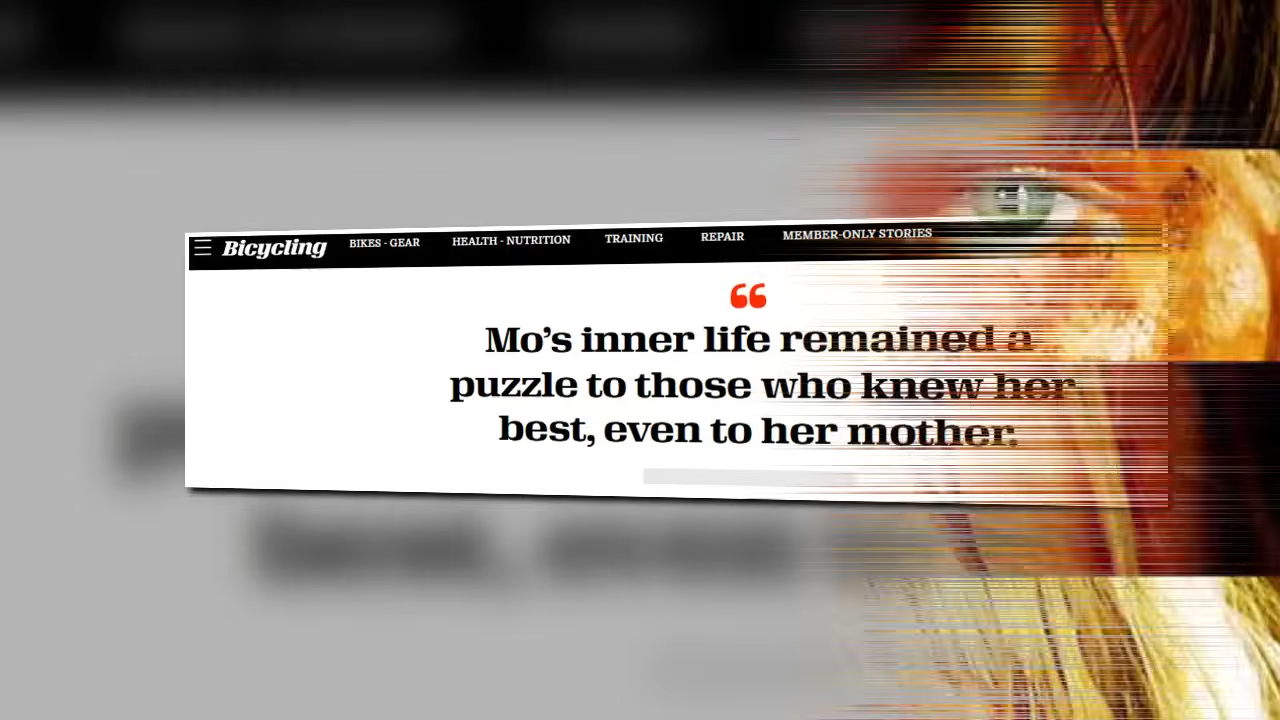 Bicycling BIKES - GEAR HEALTH - NUTRITION TRAINING REPAIR MEMBER-ONLY STORIES
“
Mo’s inner life remained a
puzzle to those who knew her
best, even to her mother.